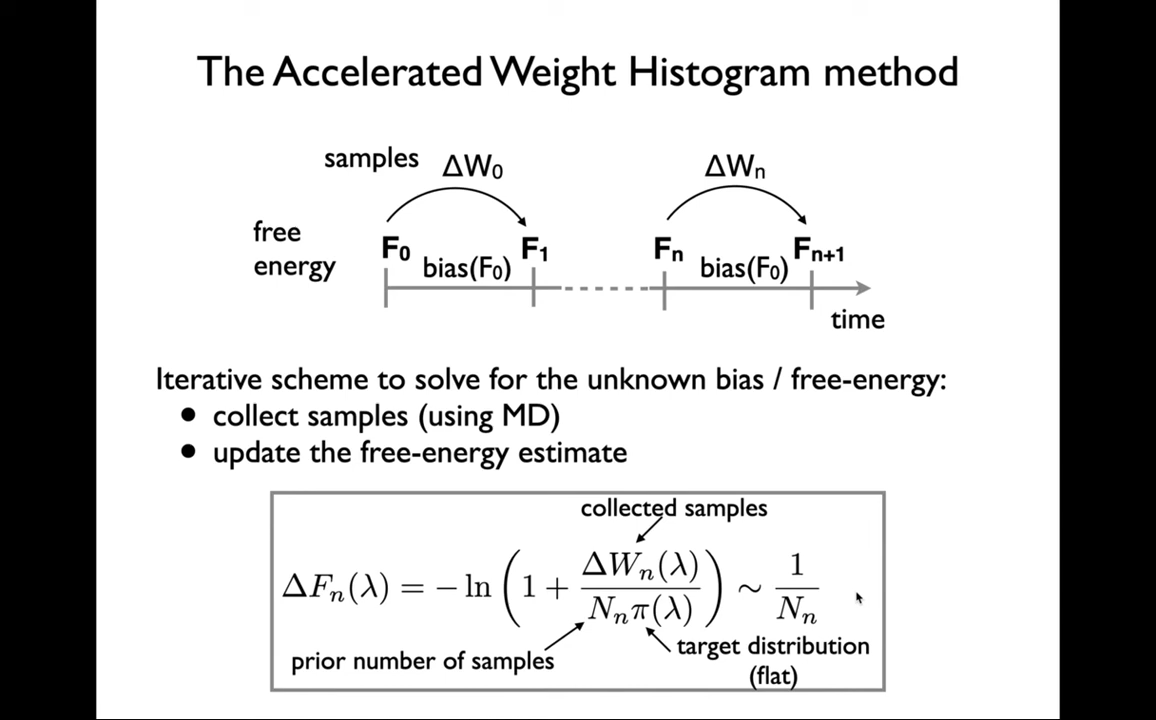 The Accelerated Weight Histogram method
samples ΔW₀ ΔWₙ
free
energy
F₀ F₁ Fₙ Fₙ₊₁
bias(F₀) bias(F₀)
time
Iterative scheme to solve for the unknown bias / free-energy:
• collect samples (using MD)
• update the free-energy estimate
collected samples
ΔFₙ(λ) = − ln (1 + ΔWₙ(λ) / Nₙπ(λ)) ∼ 1 / Nₙ
prior number of samples
target distribution
(flat)